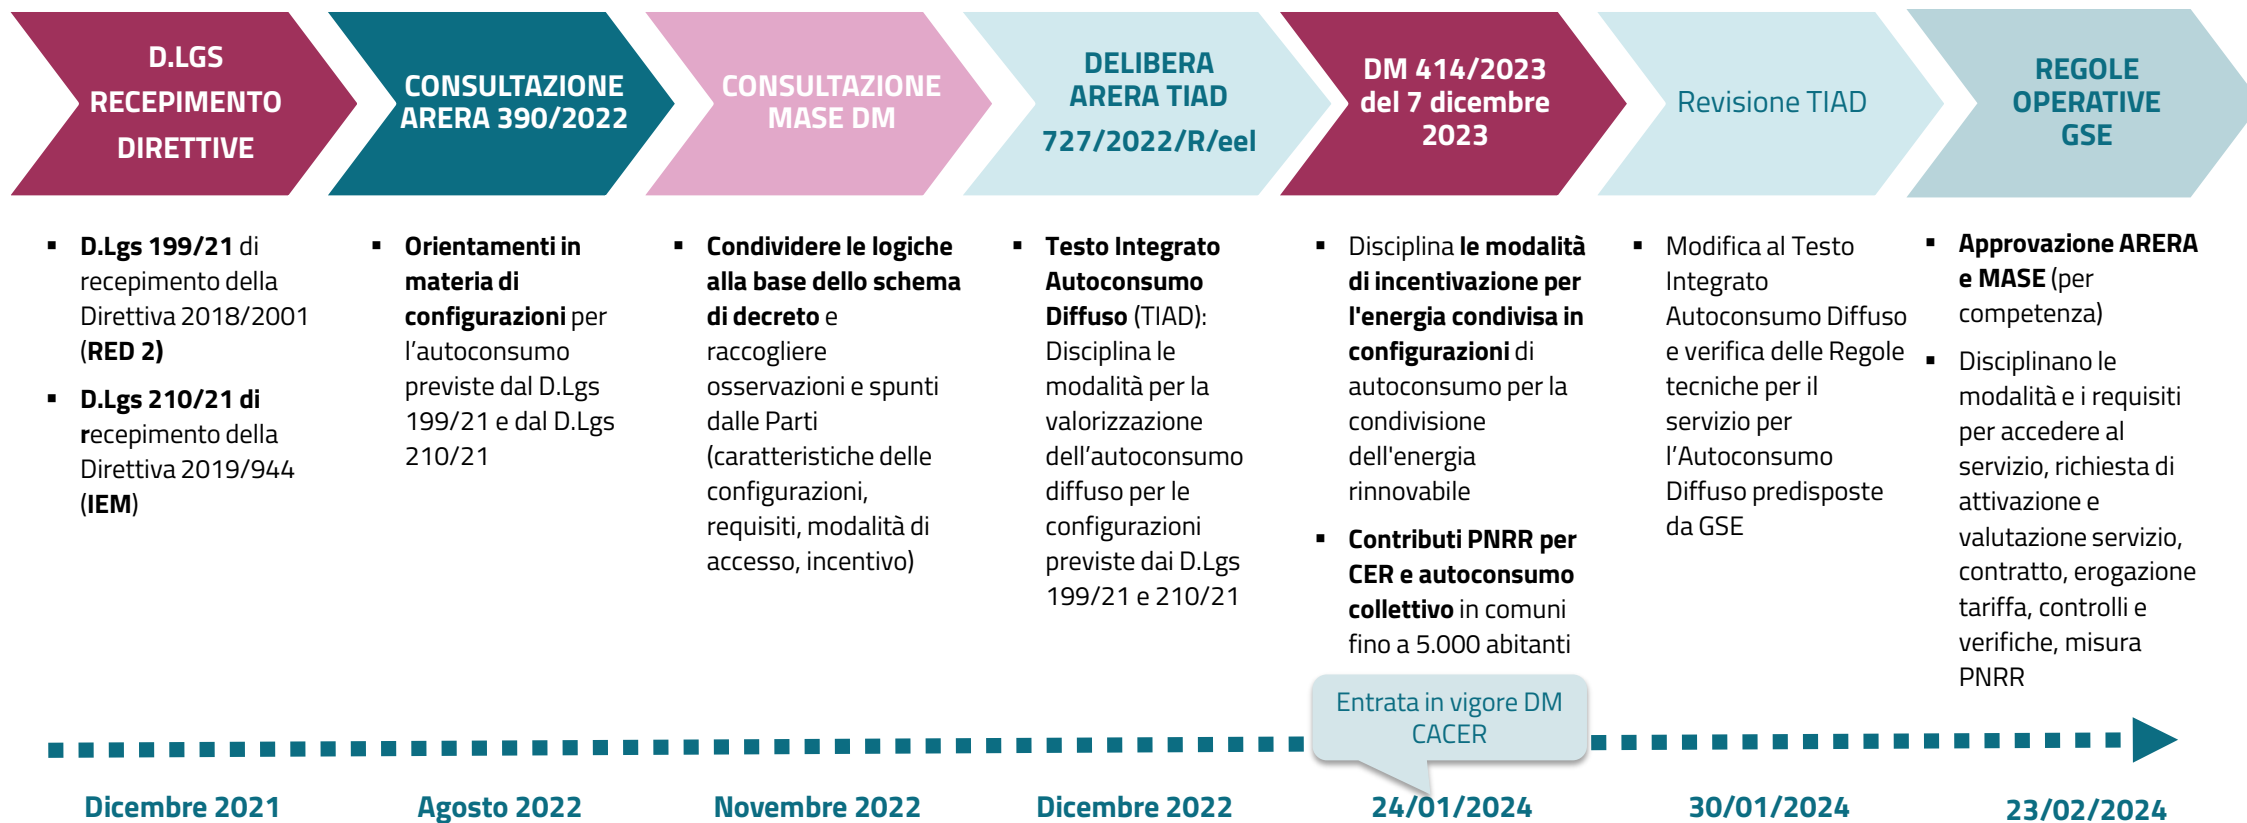 D.LGS
RECEPIMENTO
DIRETTIVE
CONSULTAZIONE
ARERA 390/2022
CONSULTAZIONE
MASE DM
DELIBERA
ARERA TIAD
727/2022/R/eel
DM 414/2023
del 7 dicembre
2023
Revisione TIAD
REGOLE
OPERATIVE
GSE
▪ D.Lgs 199/21 di
recepimento della
Direttiva 2018/2001
(RED 2)
▪ D.Lgs 210/21 di
recepimento della
Direttiva 2019/944
(IEM)
▪ Orientamenti in
materia di
configurazioni per
l’autoconsumo
previste dal D.Lgs
199/21 e dal D.Lgs
210/21
▪ Condividere le logiche
alla base dello schema
di decreto e
raccogliere
osservazioni e spunti
dalle Parti
(caratteristiche delle
configurazioni,
requisiti, modalità di
accesso, incentivo)
▪ Testo Integrato
Autoconsumo
Diffuso (TIAD):
Disciplina le
modalità per la
valorizzazione
dell’autoconsumo
diffuso per le
configurazioni
previste dai D.Lgs
199/21 e 210/21
▪ Disciplina le modalità
di incentivazione per
l'energia condivisa in
configurazioni di
autoconsumo per la
condivisione
dell'energia
rinnovabile
▪ Contributi PNRR per
CER e autoconsumo
collettivo in comuni
fino a 5.000 abitanti
▪ Modifica al Testo
Integrato
Autoconsumo Diffuso
e verifica delle Regole
tecniche per il
servizio per
l’Autoconsumo
Diffuso predisposte
da GSE
▪ Approvazione ARERA
e MASE (per
competenza)
▪ Disciplinano le
modalità e i requisiti
per accedere al
servizio, richiesta di
attivazione e
valutazione servizio,
contratto, erogazione
tariffa, controlli e
verifiche, misura
PNRR
Entrata in vigore DM
CACER
Dicembre 2021
Agosto 2022
Novembre 2022
Dicembre 2022
24/01/2024
30/01/2024
23/02/2024